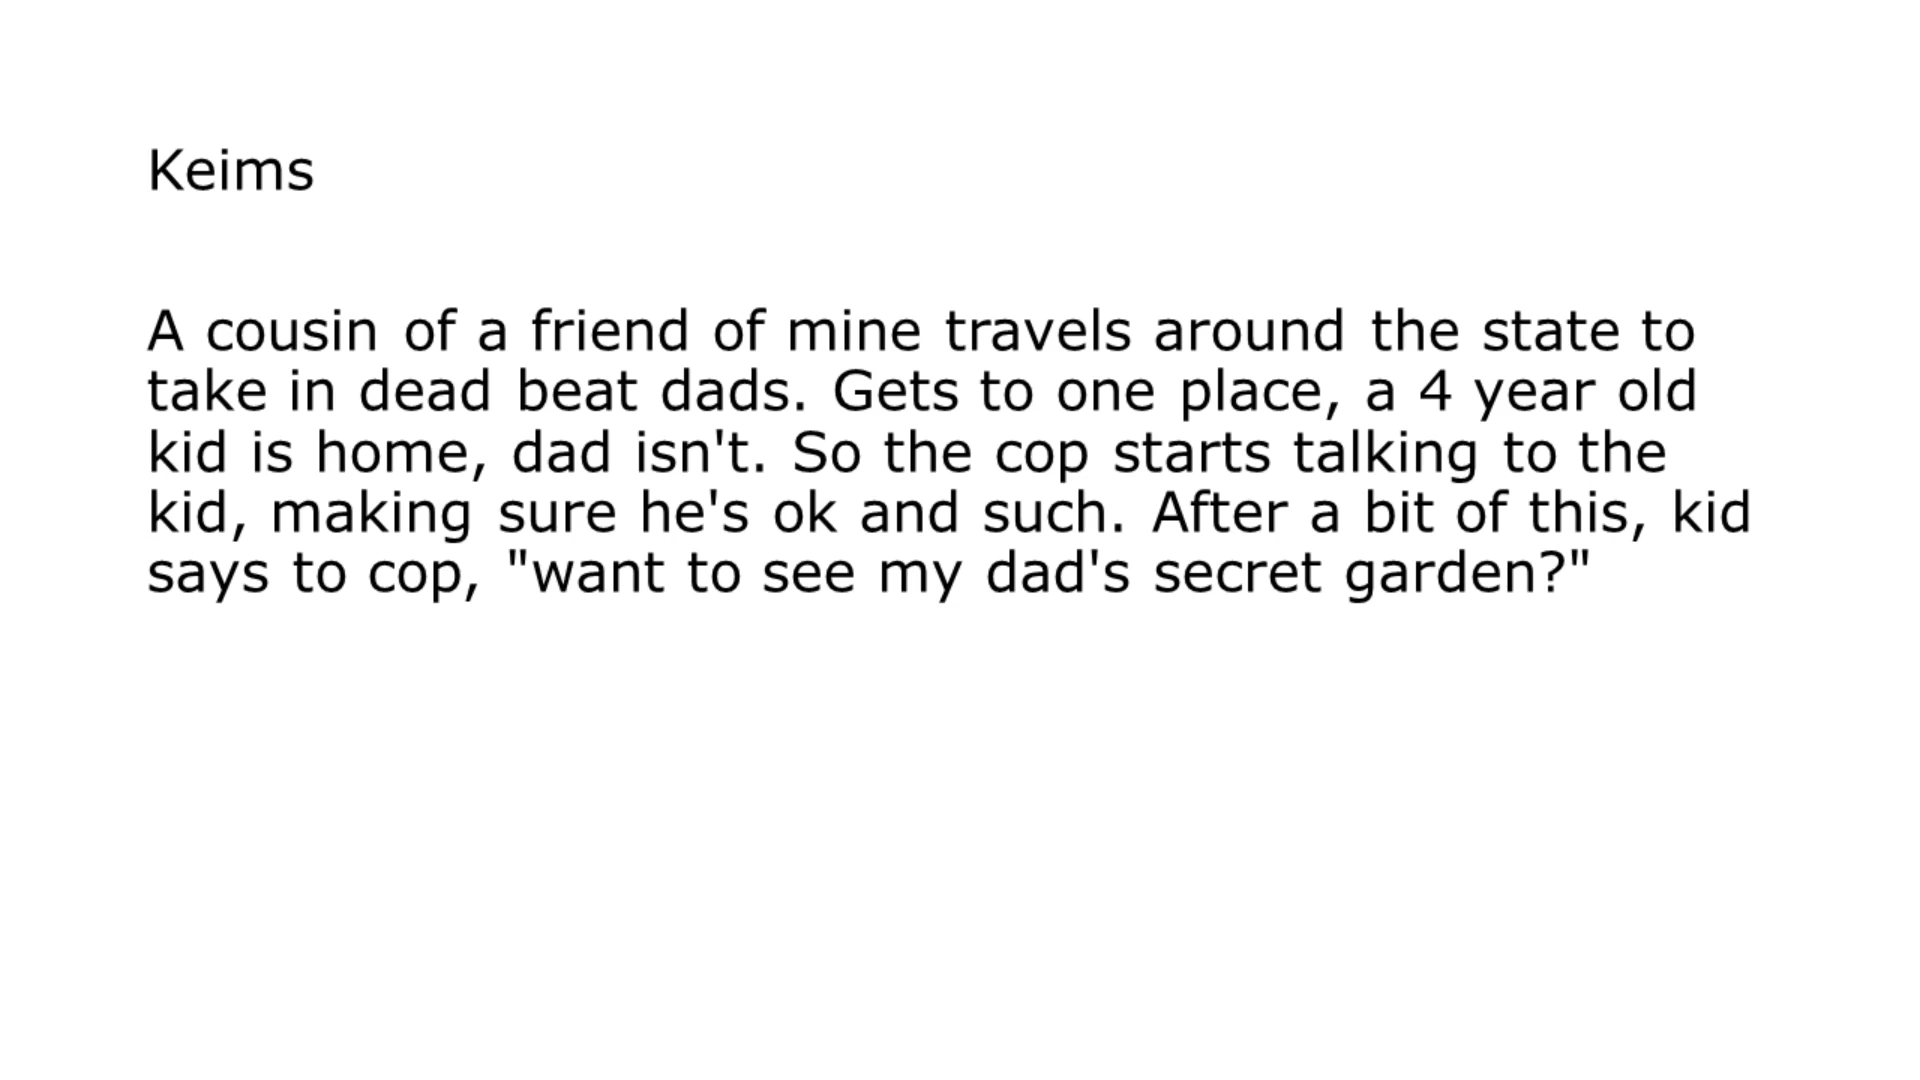 Keims
A cousin of a friend of mine travels around the state to
take in dead beat dads. Gets to one place, a 4 year old
kid is home, dad isn't. So the cop starts talking to the
kid, making sure he's ok and such. After a bit of this, kid
says to cop, "want to see my dad's secret garden?"